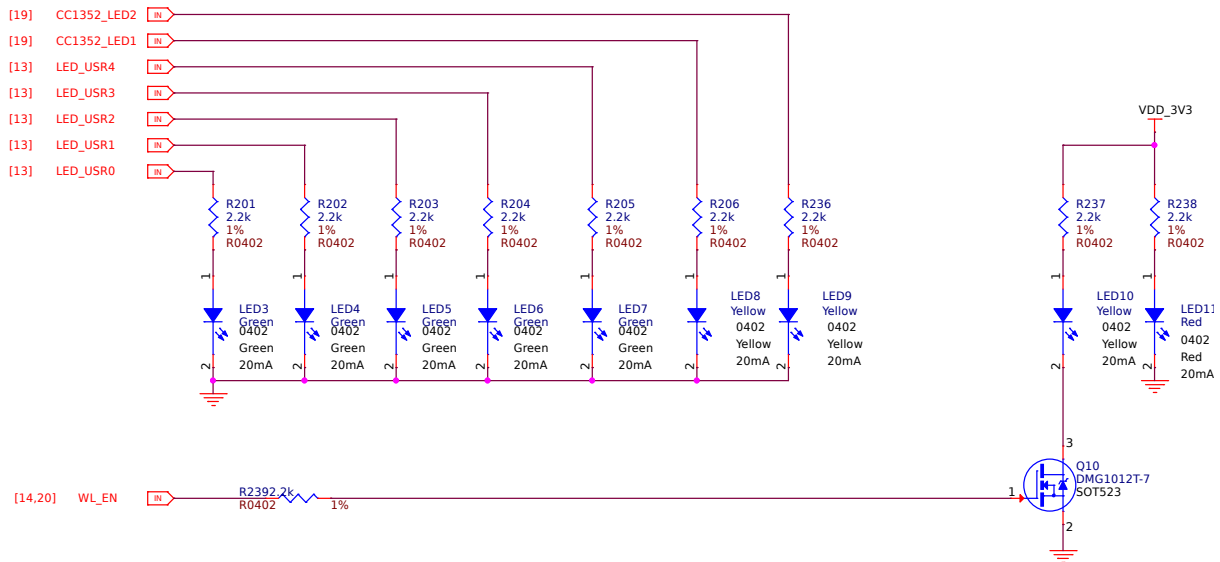 [19] CC1352_LED2 IN
[19] CC1352_LED1 IN
[13] LED_USR4 IN
[13] LED_USR3 IN
[13] LED_USR2 IN
[13] LED_USR1 IN
[13] LED_USR0 IN
VDD_3V3
R201 R202 R203 R204 R205 R206 R236 R237 R238
2.2k 2.2k 2.2k 2.2k 2.2k 2.2k 2.2k 2.2k 2.2k
1% 1% 1% 1% 1% 1% 1% 1% 1%
R0402 R0402 R0402 R0402 R0402 R0402 R0402 R0402 R0402
1 1 1 1 1 1 1 1 1
LED8 LED9 LED10
Yellow Yellow Yellow
LED3 LED4 LED5 LED6 LED7 LED11
Green Green Green Green Green Red
0402 0402 0402 0402 0402 0402 0402 0402 0402
Green Green Green Green Green Yellow Yellow Yellow Red
20mA 20mA 20mA 20mA 20mA 20mA 20mA 20mA 20mA
2 2 2 2 2 2 2 2 2
3
Q10
DMG1012T-7
SOT523
[14,20] WL_EN IN
R239 2.2k
R0402 1%
1
2